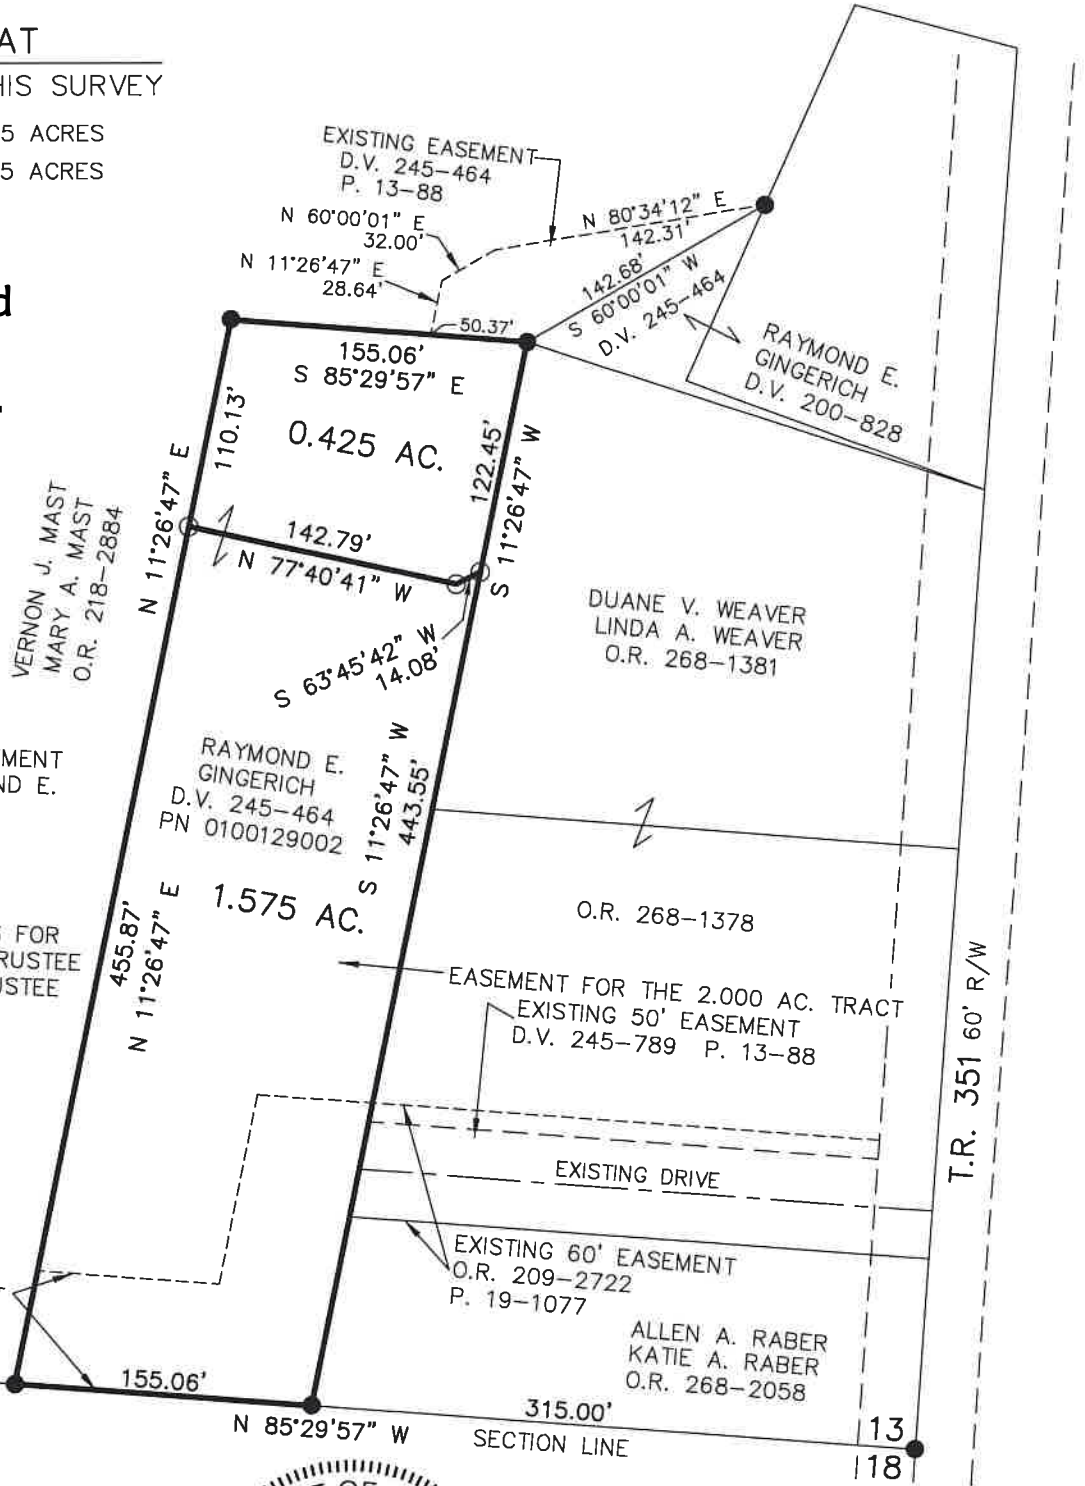 AT
HIS SURVEY
5 ACRES
5 ACRES
d
EXISTING EASEMENT
D.V. 245-464
P. 13-88
N 60°00'01" E
32.00'
N 11°26'47" E
28.64'
N 80°34'12" E
142.31'
142.68'
S 60°00'01" W
D.V. 245-464
RAYMOND E.
GINGERICH
D.V. 200-828
50.37'
155.06'
S 85°29'57" E
0.425 AC.
110.13'
N 11°26'47" E
122.45'
S 11°26'47" W
142.79'
N 77°40'41" W
S 63°45'42" W
14.08'
VERNON J. MAST
MARY A. MAST
O.R. 218-2884
DUANE V. WEAVER
LINDA A. WEAVER
O.R. 268-1381
MENT
ND E.
RAYMOND E.
GINGERICH
D.V. 245-464
PN 0100129002
S 11°26'47" W
443.55'
1.575 AC.
455.87'
N 11°26'47" E
FOR
RUSTEE
STEE
O.R. 268-1378
EASEMENT FOR THE 2.000 AC. TRACT
EXISTING 50' EASEMENT
D.V. 245-789 P. 13-88
T.R. 351 60' R/W
EXISTING DRIVE
EXISTING 60' EASEMENT
O.R. 209-2722
P. 19-1077
ALLEN A. RABER
KATIE A. RABER
O.R. 268-2058
155.06'
N 85°29'57" W
315.00'
SECTION LINE
13
18
OF